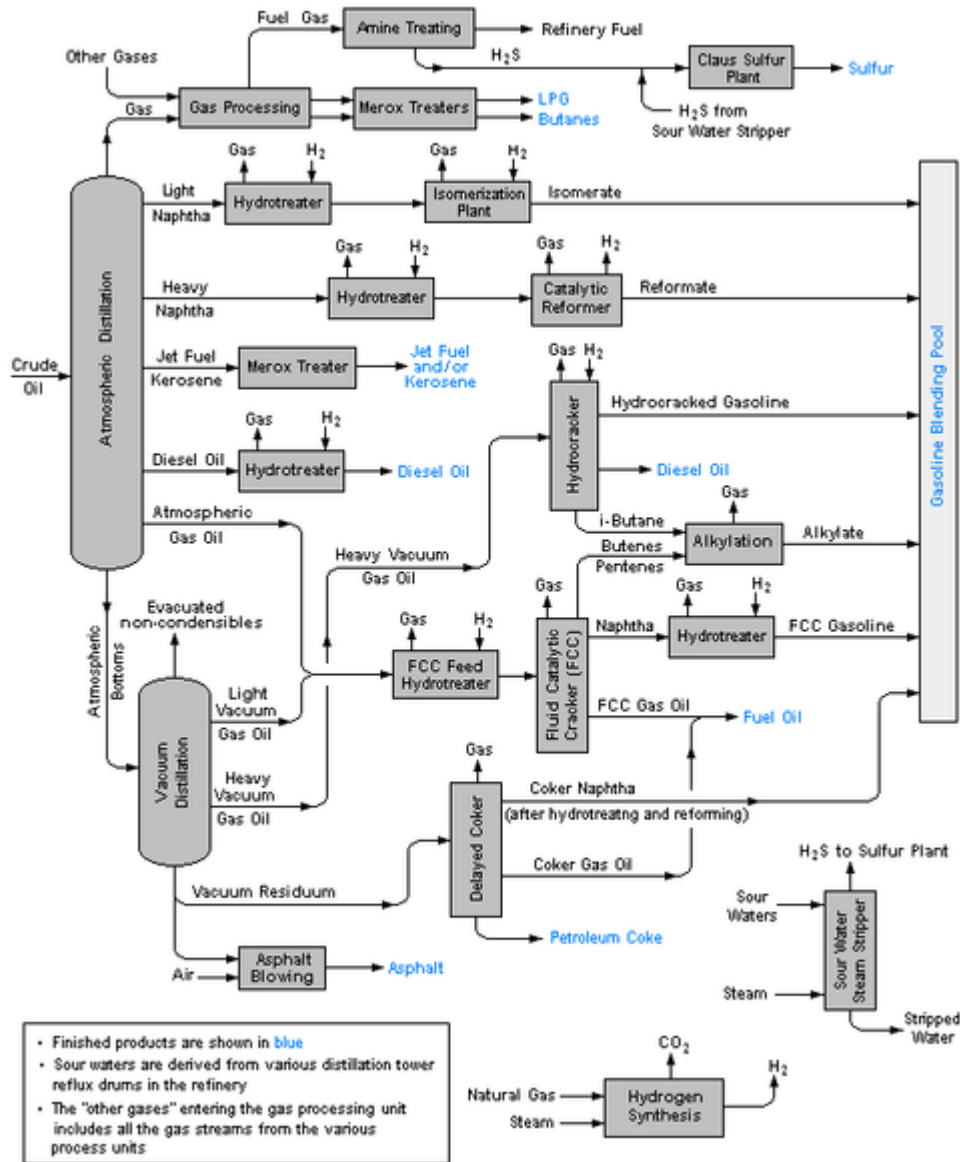 Fuel Gas
Amine Treating
Refinery Fuel
Other Gases
H2S
Claus Sulfur
Plant
Sulfur
Gas
Gas Processing
Merox Treaters
LPG
Butanes
H2S from
Sour Water Stripper
Gas
H2
Gas
H2
Light
Naphtha
Hydrotreater
Isomerization
Plant
Isomerate
Gas
H2
Gas
H2
Heavy
Naphtha
Hydrotreater
Catalytic
Reformer
Reformate
Crude
Oil
Atmospheric Distillation
Jet Fuel
Kerosene
Merox Treater
Jet Fuel
and/or
Kerosene
Gas
H2
Hydrocracker
Hydrocracked Gasoline
Gasoline Blending Pool
Gas
H2
Diesel Oil
Hydrotreater
Diesel Oil
Diesel Oil
Atmospheric
Gas Oil
i-Butane
Gas
Alkylation
Alkylate
Butenes
Pentenes
Heavy Vacuum
Gas Oil
Evacuated
non-condensibles
Atmospheric
Bottoms
Gas
H2
FCC Feed
Hydrotreater
Gas
Fluid Catalytic
Cracker (FCC)
Naphtha
Gas
H2
Hydrotreater
FCC Gasoline
FCC Gas Oil
Fuel Oil
Vacuum
Distillation
Light
Vacuum
Gas Oil
Heavy
Vacuum
Gas Oil
Gas
Delayed Coker
Coker Naphtha
(after hydrotreatng and reforming)
Coker Gas Oil
Petroleum Coke
Vacuum Residuum
Air
Asphalt
Blowing
Asphalt
H2S to Sulfur Plant
Sour
Waters
Sour Water
Steam Stripper
Steam
Stripped
Water
• Finished products are shown in blue
• Sour waters are derived from various distillation tower
reflux drums in the refinery
• The "other gases" entering the gas processing unit
includes all the gas streams from the various
process units
CO2
H2
Natural Gas
Steam
Hydrogen
Synthesis